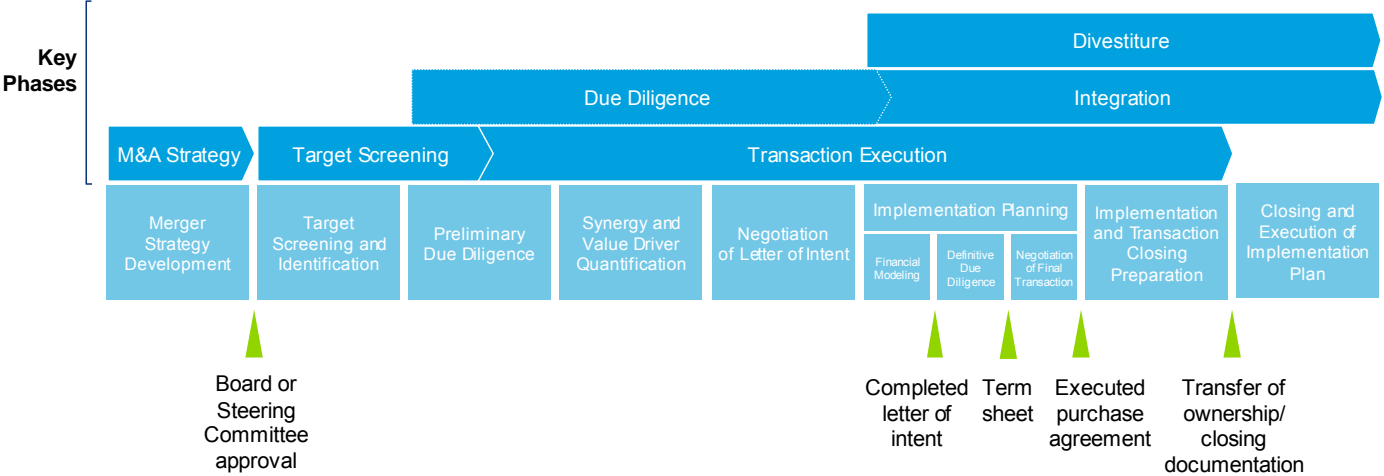 Key
Phases
Divestiture
Due Diligence
Integration
M&A Strategy
Target Screening
Transaction Execution
Merger
Strategy
Development
Target
Screening and
Identification
Preliminary
Due Diligence
Synergy and
Value Driver
Quantification
Negotiation
of Letter of Intent
Implementation Planning
Financial
Modeling
Definitive
Due
Diligence
Negotiation
of Final
Transaction
Implementation
and Transaction
Closing
Preparation
Closing and
Execution of
Implementation
Plan
Board or
Steering
Committee
approval
Completed
letter of
intent
Term
sheet
Executed
purchase
agreement
Transfer of
ownership/
closing
documentation